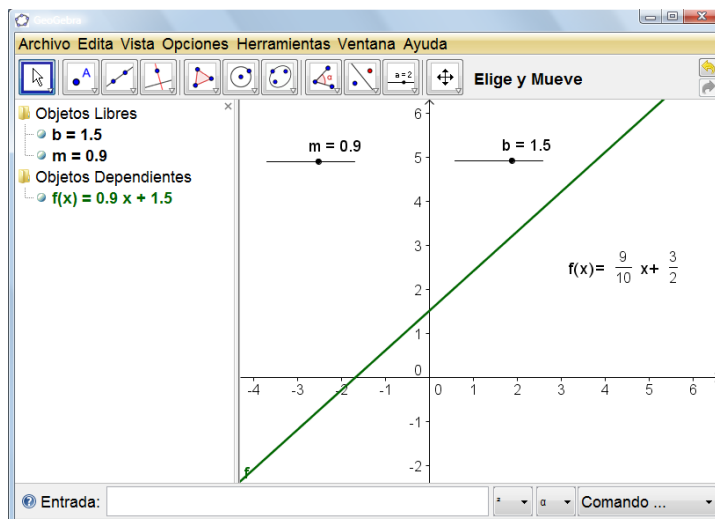 GeoGebra
Archivo Edita Vista Opciones Herramientas Ventana Ayuda
A α a=2 Elige y Mueve
Objetos Libres
b = 1.5
m = 0.9
Objetos Dependientes
f(x) = 0.9 x + 1.5
m = 0.9
b = 1.5
f(x)= 9/10 x+ 3/2
6
5
4
3
2
1
0
-1
-2
-4 -3 -2 -1 0 1 2 3 4 5 6
f
Entrada: ² α Comando ...